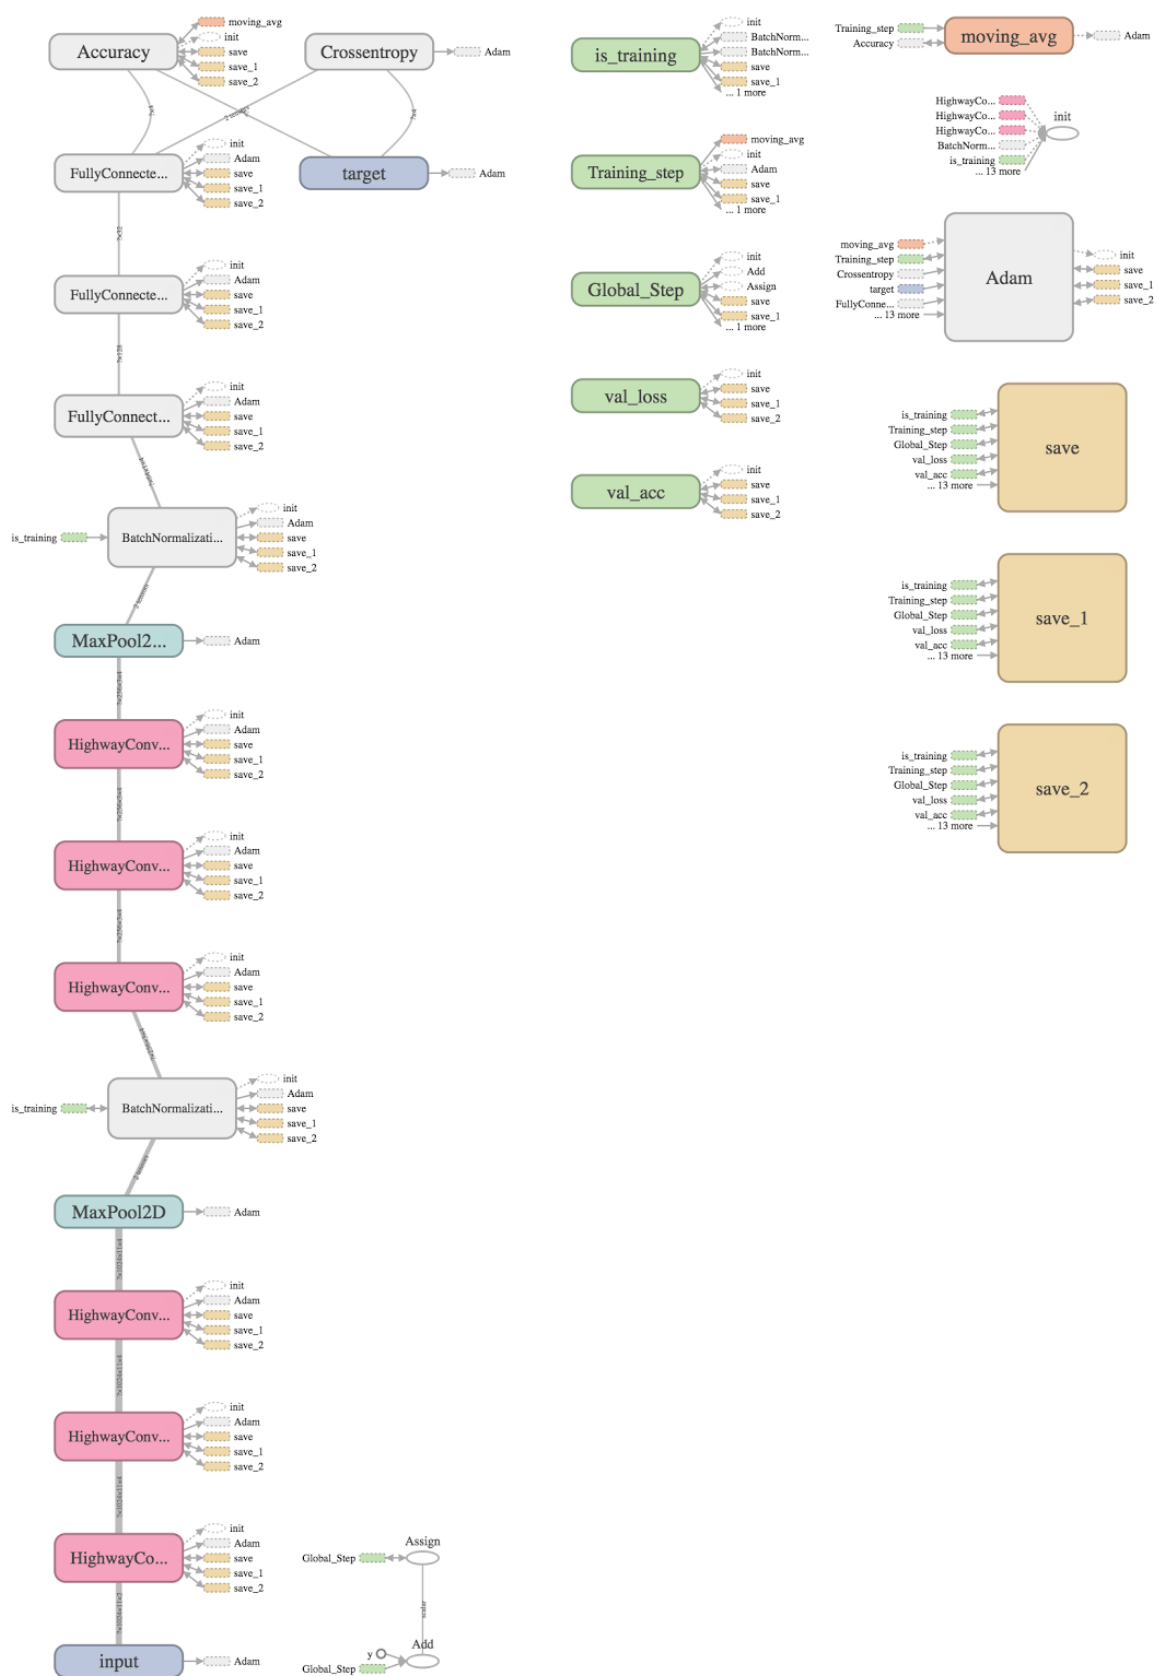 Accuracy
moving_avg
init
save
save_1
save_2
Crossentropy
Adam
FullyConnecte...
init
Adam
save
save_1
save_2
target
Adam
FullyConnecte...
init
Adam
save
save_1
save_2
FullyConnect...
init
Adam
save
save_1
save_2
is_training
BatchNormalizati...
init
Adam
save
save_1
save_2
MaxPool2...
Adam
HighwayConv...
init
Adam
save
save_1
save_2
HighwayConv...
init
Adam
save
save_1
save_2
HighwayConv...
init
Adam
save
save_1
save_2
is_training
BatchNormalizati...
init
Adam
save
save_1
save_2
MaxPool2D
Adam
HighwayConv...
init
Adam
save
save_1
save_2
HighwayConv...
init
Adam
save
save_1
save_2
HighwayCo...
init
Adam
save
save_1
save_2
input
Adam
Assign
Global_Step
scalar
Add
y
Global_Step
is_training
init
BatchNorm...
BatchNorm...
save
save_1
... 1 more
Training_step
moving_avg
init
Adam
save
save_1
... 1 more
Global_Step
init
Add
Assign
save
save_1
... 1 more
val_loss
init
save
save_1
save_2
val_acc
init
save
save_1
save_2
Training_step
Accuracy
moving_avg
Adam
HighwayCo...
HighwayCo...
HighwayCo...
BatchNorm...
is_training
... 13 more
init
moving_avg
Training_step
Crossentropy
target
FullyConne...
... 13 more
Adam
init
save
save_1
save_2
is_training
Training_step
Global_Step
val_loss
val_acc
... 13 more
save
is_training
Training_step
Global_Step
val_loss
val_acc
... 13 more
save_1
is_training
Training_step
Global_Step
val_loss
val_acc
... 13 more
save_2